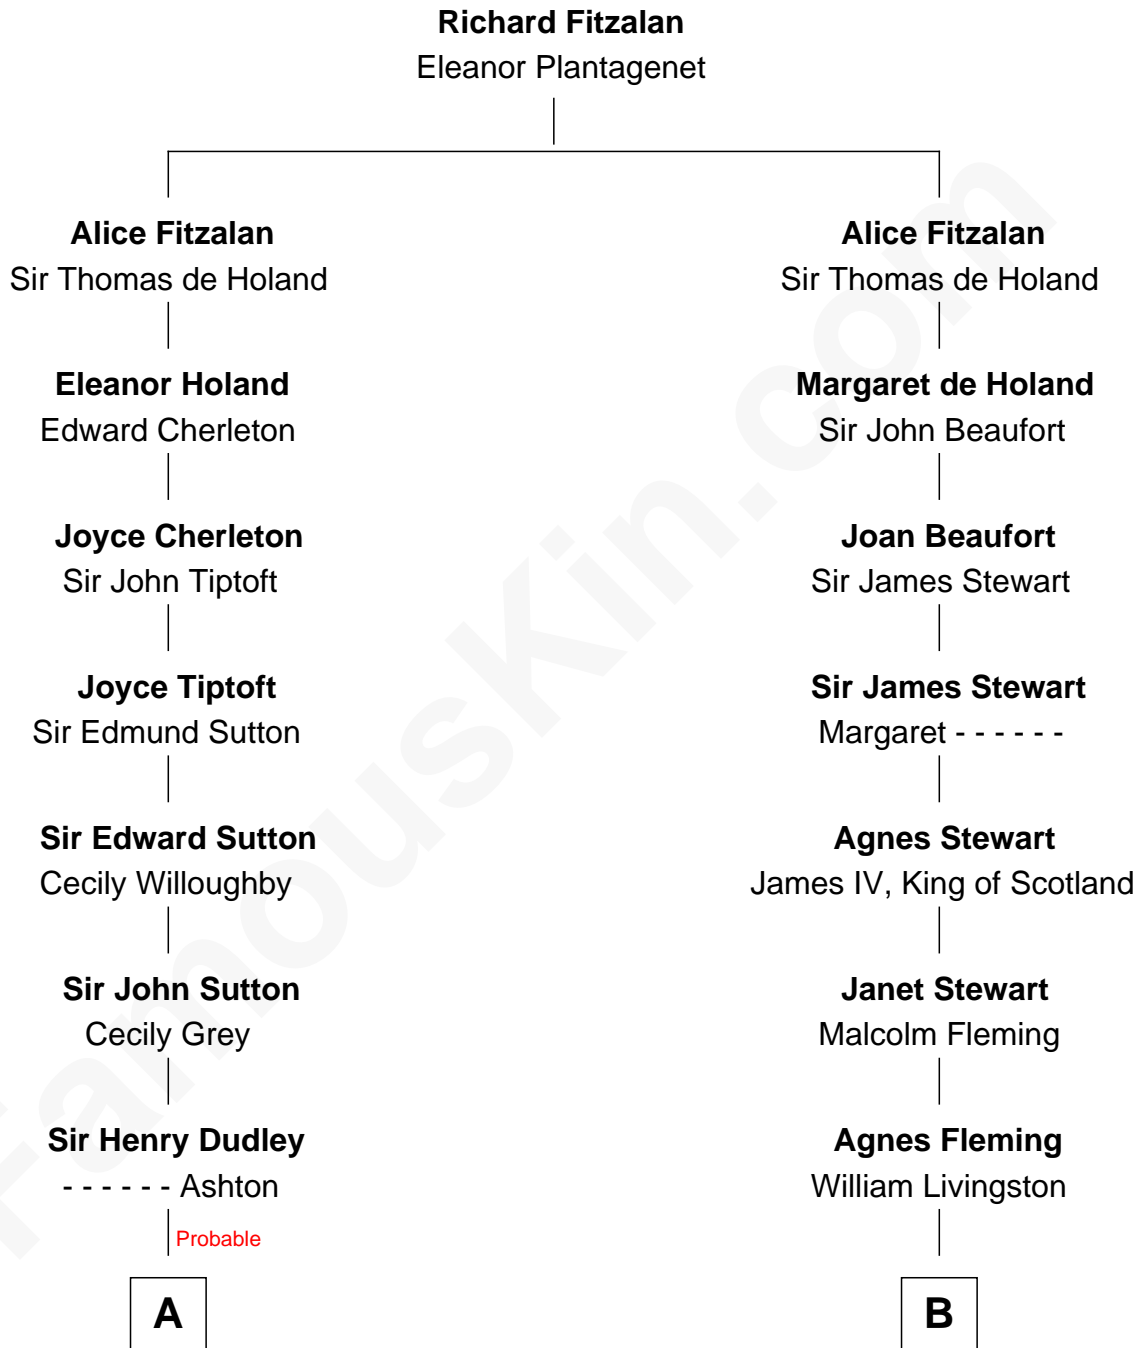 Richard Fitzalan
Eleanor Plantagenet
Alice Fitzalan
Sir Thomas de Holand
Eleanor Holand
Edward Cherleton
Joyce Cherleton
Sir John Tiptoft
Joyce Tiptoft
Sir Edmund Sutton
Sir Edward Sutton
Cecily Willoughby
Sir John Sutton
Cecily Grey
Sir Henry Dudley
- - - - - - Ashton
Probable
A
Alice Fitzalan
Sir Thomas de Holand
Margaret de Holand
Sir John Beaufort
Joan Beaufort
Sir James Stewart
Sir James Stewart
Margaret - - - - - -
Agnes Stewart
James IV, King of Scotland
Janet Stewart
Malcolm Fleming
Agnes Fleming
William Livingston
B
FamousKin.com